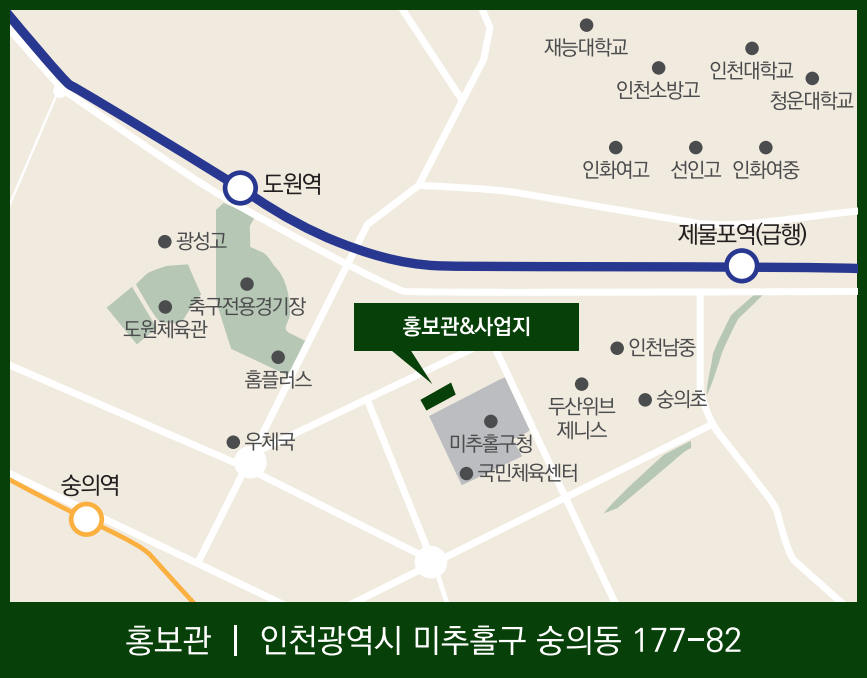 재능대학교
인천대학교
인천소방고
청운대학교
인화여고
선인고
인화여중
도원역
제물포역(급행)
광성고
축구전용경기장
도원체육관
홍보관&사업지
인천남중
홈플러스
두산위브
제니스
숭의초
우체국
미추홀구청
국민체육센터
숭의역
홍보관 | 인천광역시 미추홀구 숭의동 177-82